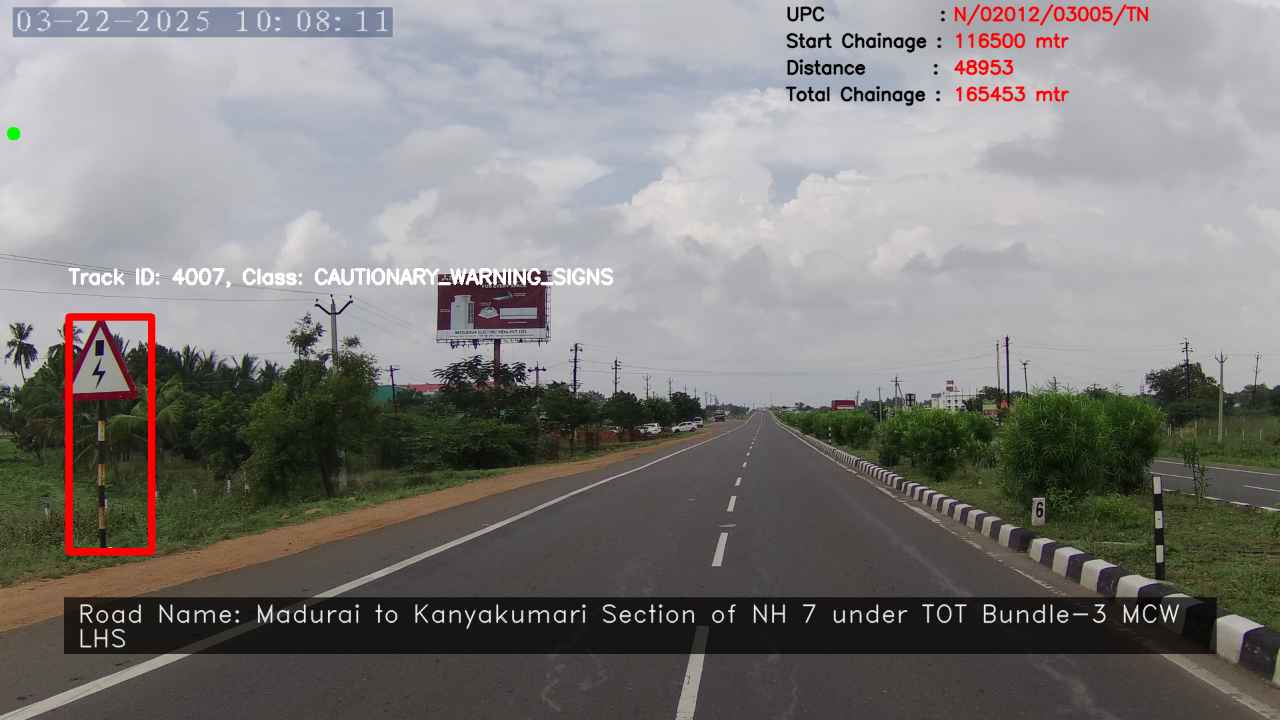 03-22-2025 10:08:11
UPC : N/02012/03005/TN
Start Chainage : 116500 mtr
Distance : 48953
Total Chainage : 165453 mtr
Track ID: 4007, Class: CAUTIONARY_WARNING_SIGNS
6
Road Name: Madurai to Kanyakumari Section of NH 7 under TOT Bundle-3 MCW
LHS